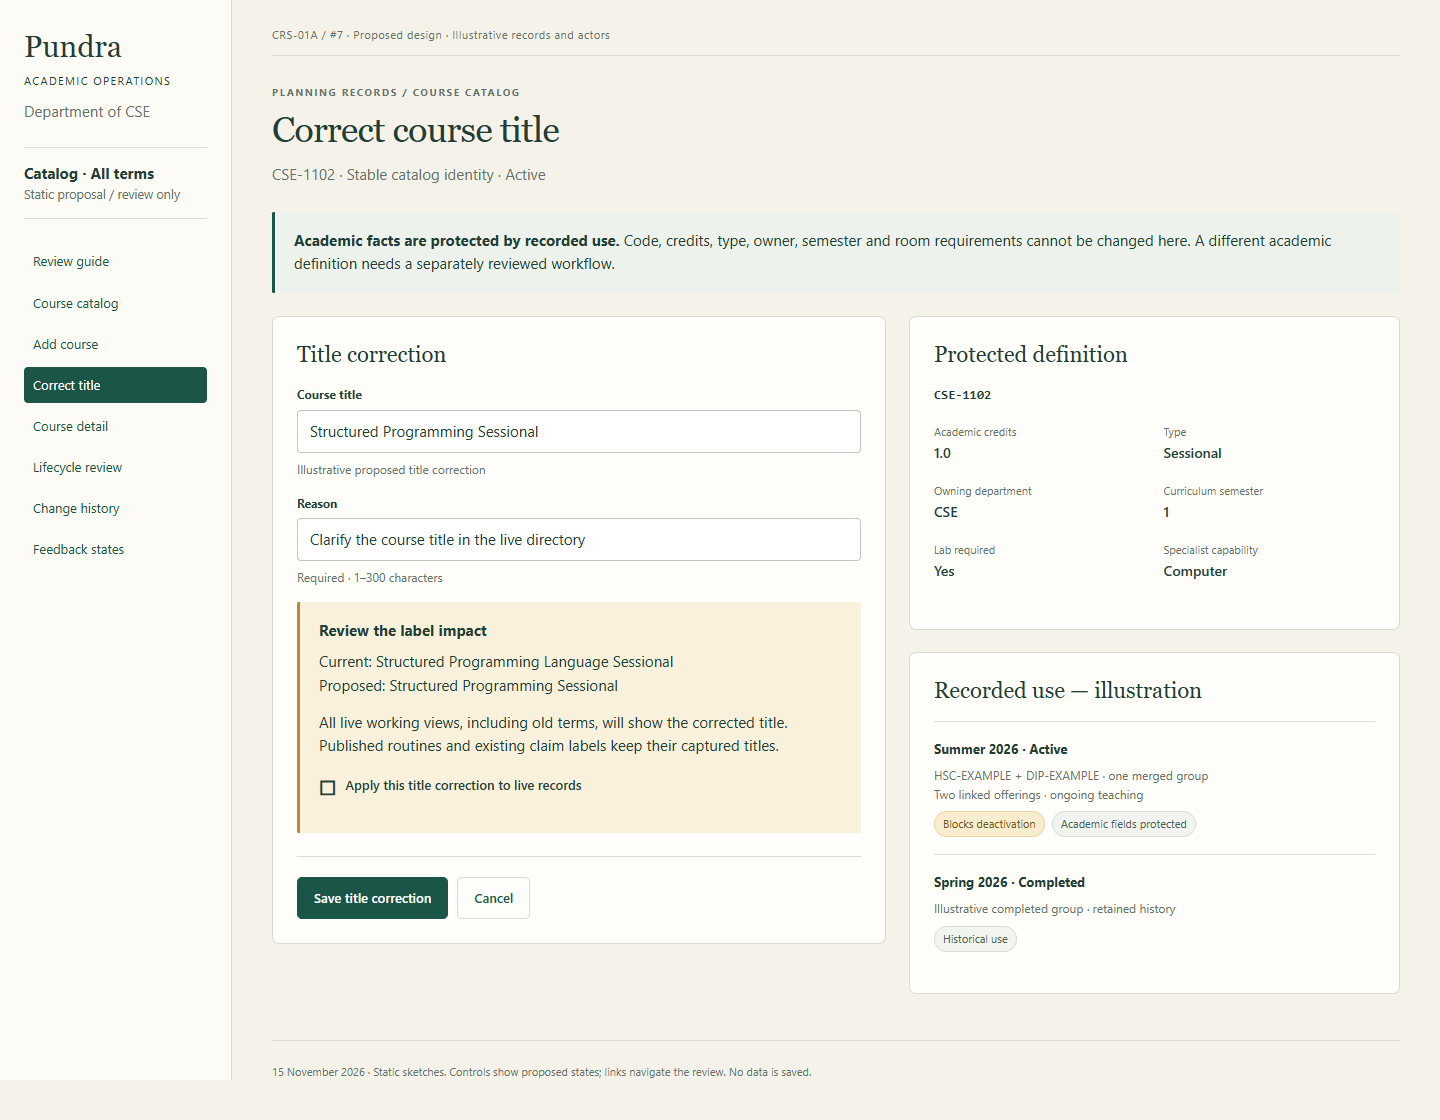 Pundra
ACADEMIC OPERATIONS
Department of CSE
Catalog · All terms
Static proposal / review only
Review guide
Course catalog
Add course
Correct title
Course detail
Lifecycle review
Change history
Feedback states
CRS-01A / #7 · Proposed design · Illustrative records and actors
PLANNING RECORDS / COURSE CATALOG
Correct course title
CSE-1102 · Stable catalog identity · Active
Academic facts are protected by recorded use. Code, credits, type, owner, semester and room requirements cannot be changed here. A different academic
definition needs a separately reviewed workflow.
Title correction
Course title
Structured Programming Sessional
Illustrative proposed title correction
Reason
Clarify the course title in the live directory
Required · 1–300 characters
Review the label impact
Current: Structured Programming Language Sessional
Proposed: Structured Programming Sessional
All live working views, including old terms, will show the corrected title.
Published routines and existing claim labels keep their captured titles.
Apply this title correction to live records
Save title correction
Cancel
Protected definition
CSE-1102
Academic credits
Type
1.0
Sessional
Owning department
Curriculum semester
CSE
1
Lab required
Specialist capability
Yes
Computer
Recorded use — illustration
Summer 2026 · Active
HSC-EXAMPLE + DIP-EXAMPLE · one merged group
Two linked offerings · ongoing teaching
Blocks deactivation
Academic fields protected
Spring 2026 · Completed
Illustrative completed group · retained history
Historical use
15 November 2026 · Static sketches. Controls show proposed states; links navigate the review. No data is saved.